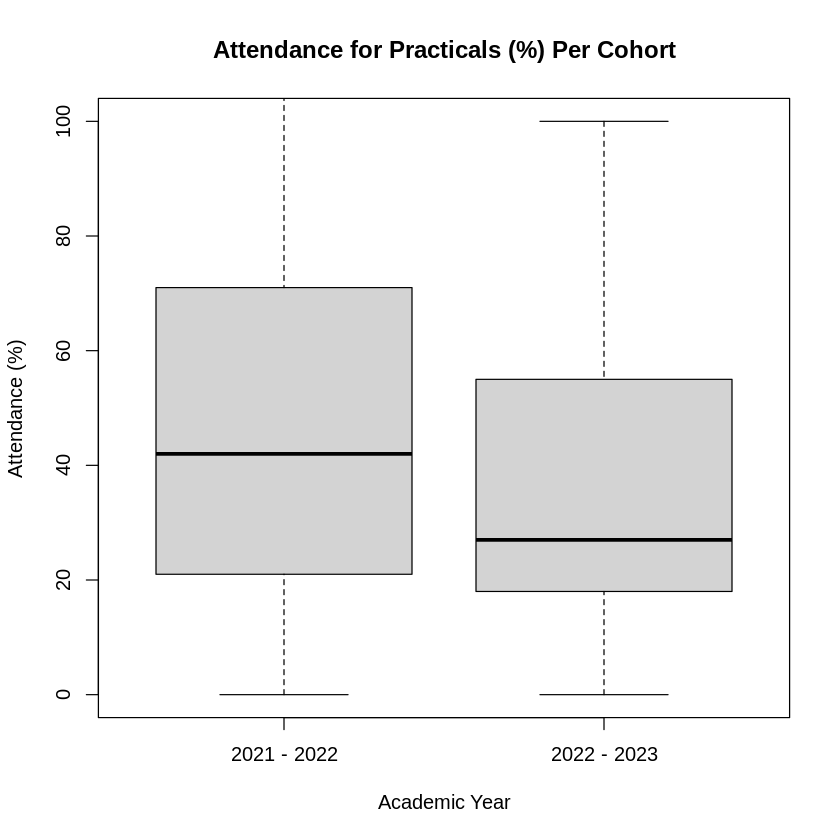 Attendance for Practicals (%) Per Cohort
Attendance (%)
100
80
60
40
20
0
2021 - 2022
2022 - 2023
Academic Year